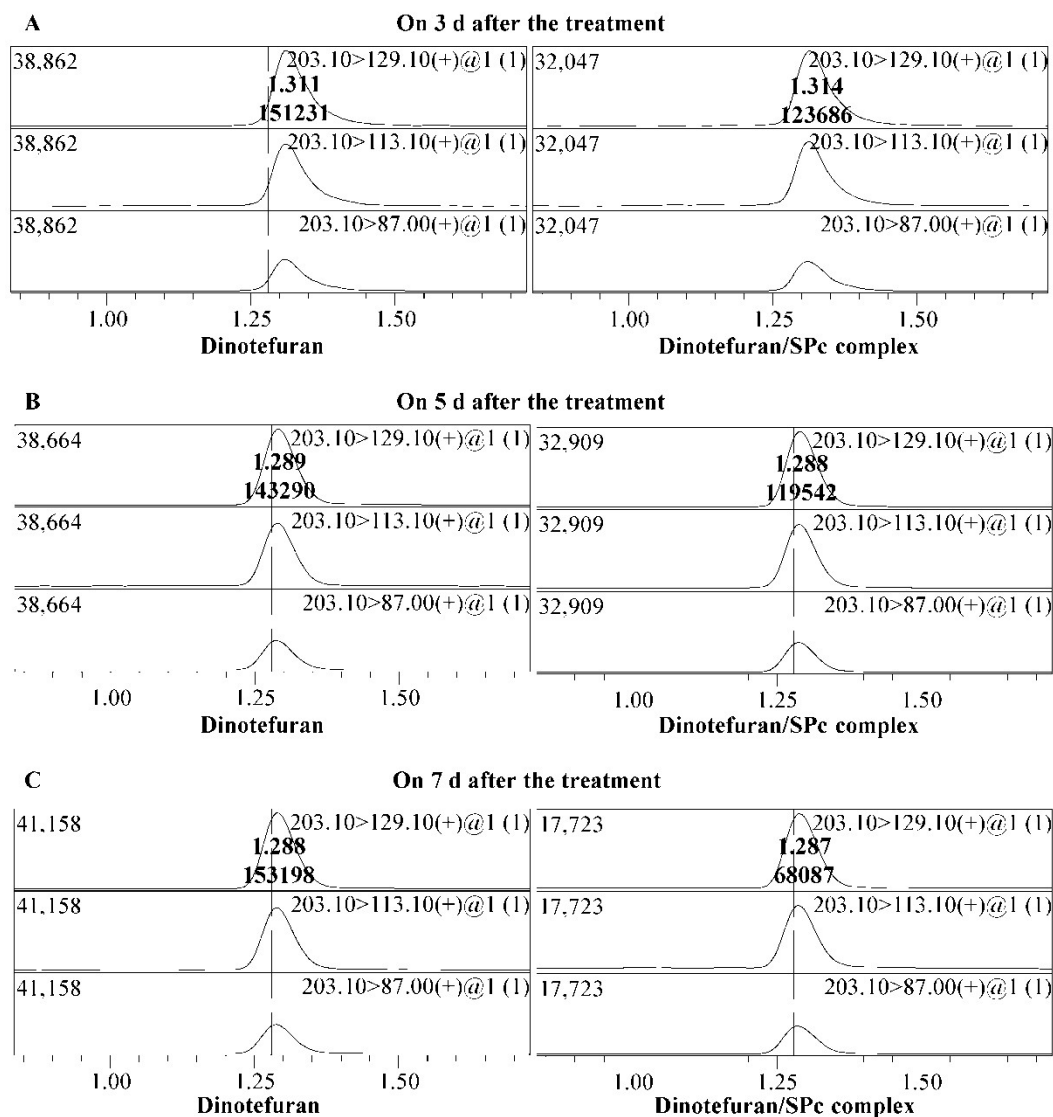 A
On 3 d after the treatment
38,862
203.10>129.10(+)@1 (1)
1.311
151231
38,862
203.10>113.10(+)@1 (1)
38,862
203.10>87.00(+)@1 (1)
1.00 1.25 1.50
Dinotefuran
32,047
203.10>129.10(+)@1 (1)
1.314
123686
32,047
203.10>113.10(+)@1 (1)
32,047
203.10>87.00(+)@1 (1)
1.00 1.25 1.50
Dinotefuran/SPc complex
B
On 5 d after the treatment
38,664
203.10>129.10(+)@1 (1)
1.289
143290
38,664
203.10>113.10(+)@1 (1)
38,664
203.10>87.00(+)@1 (1)
1.00 1.25 1.50
Dinotefuran
32,909
203.10>129.10(+)@1 (1)
1.288
119542
32,909
203.10>113.10(+)@1 (1)
32,909
203.10>87.00(+)@1 (1)
1.00 1.25 1.50
Dinotefuran/SPc complex
C
On 7 d after the treatment
41,158
203.10>129.10(+)@1 (1)
1.288
153198
41,158
203.10>113.10(+)@1 (1)
41,158
203.10>87.00(+)@1 (1)
1.00 1.25 1.50
Dinotefuran
17,723
203.10>129.10(+)@1 (1)
1.287
68087
17,723
203.10>113.10(+)@1 (1)
17,723
203.10>87.00(+)@1 (1)
1.00 1.25 1.50
Dinotefuran/SPc complex